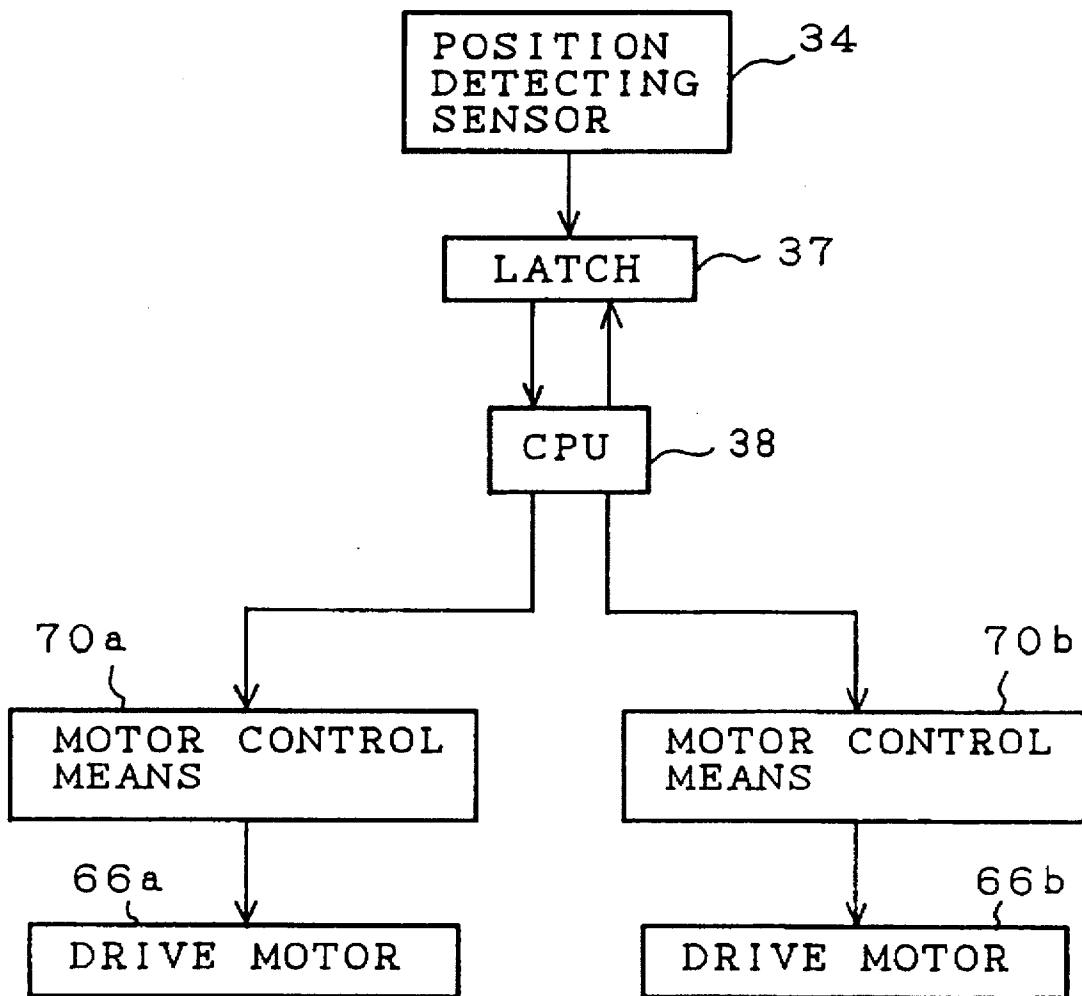 POSITION
DETECTING
SENSOR
34
LATCH
37
CPU
38
70a
70b
MOTOR CONTROL
MEANS
MOTOR CONTROL
MEANS
66a
66b
DRIVE MOTOR
DRIVE MOTOR